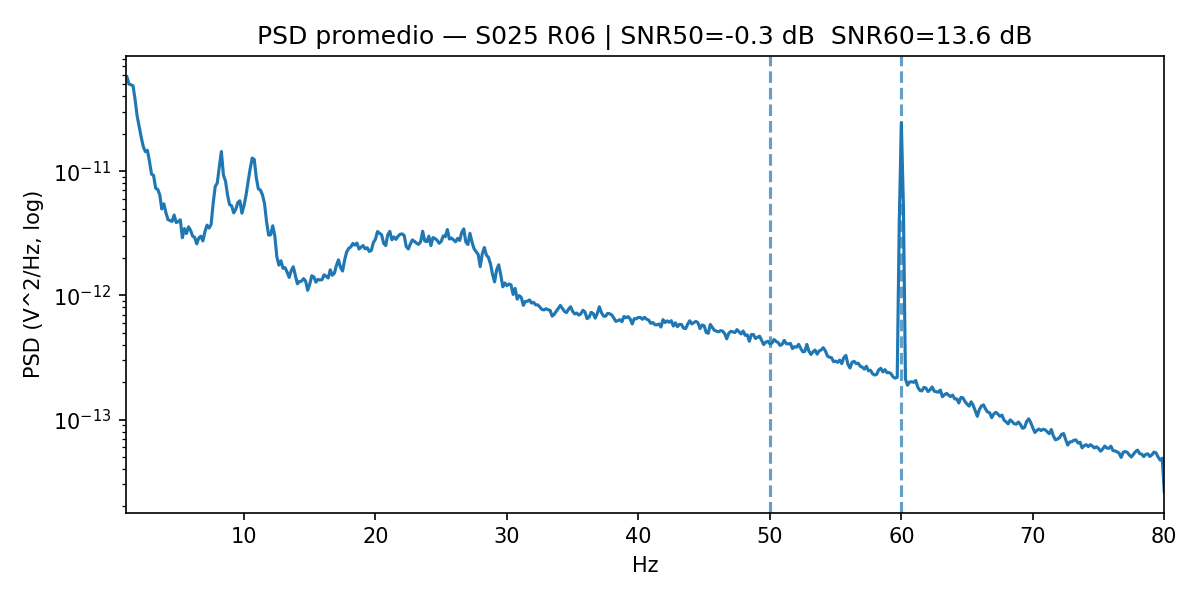 PSD promedio — S025 R06 | SNR50=-0.3 dB  SNR60=13.6 dB
PSD (V^2/Hz, log)
10⁻¹¹
10⁻¹²
10⁻¹³
10 20 30 40 50 60 70 80
Hz